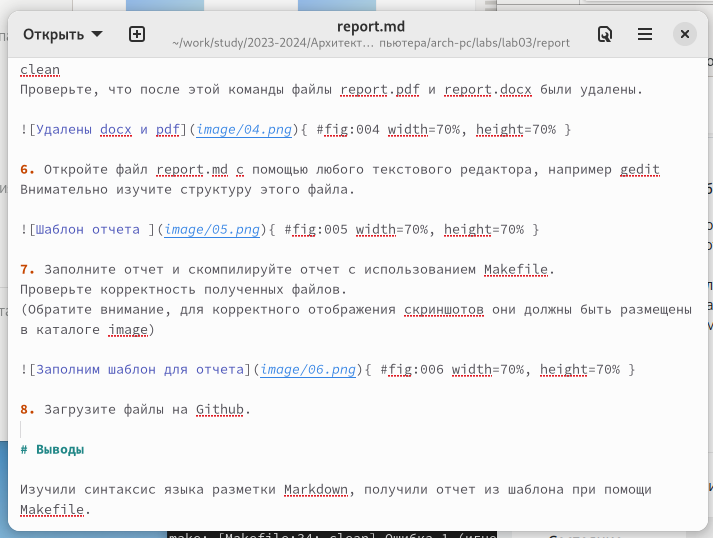 Открыть
report.md
~/work/study/2023-2024/Архитект… пьютера/arch-pc/labs/lab03/report
clean
Проверьте, что после этой команды файлы report.pdf и report.docx были удалены.
![Удалены docx и pdf](image/04.png){ #fig:004 width=70%, height=70% }
6. Откройте файл report.md с помощью любого текстового редактора, например gedit
Внимательно изучите структуру этого файла.
![Шаблон отчета ](image/05.png){ #fig:005 width=70%, height=70% }
7. Заполните отчет и скомпилируйте отчет с использованием Makefile.
Проверьте корректность полученных файлов.
(Обратите внимание, для корректного отображения скриншотов они должны быть размещены
в каталоге image)
![Заполним шаблон для отчета](image/06.png){ #fig:006 width=70%, height=70% }
8. Загрузите файлы на Github.
# Выводы
Изучили синтаксис языка разметки Markdown, получили отчет из шаблона при помощи
Makefile.
make: [Makefile:34: clean] Ошибка 1